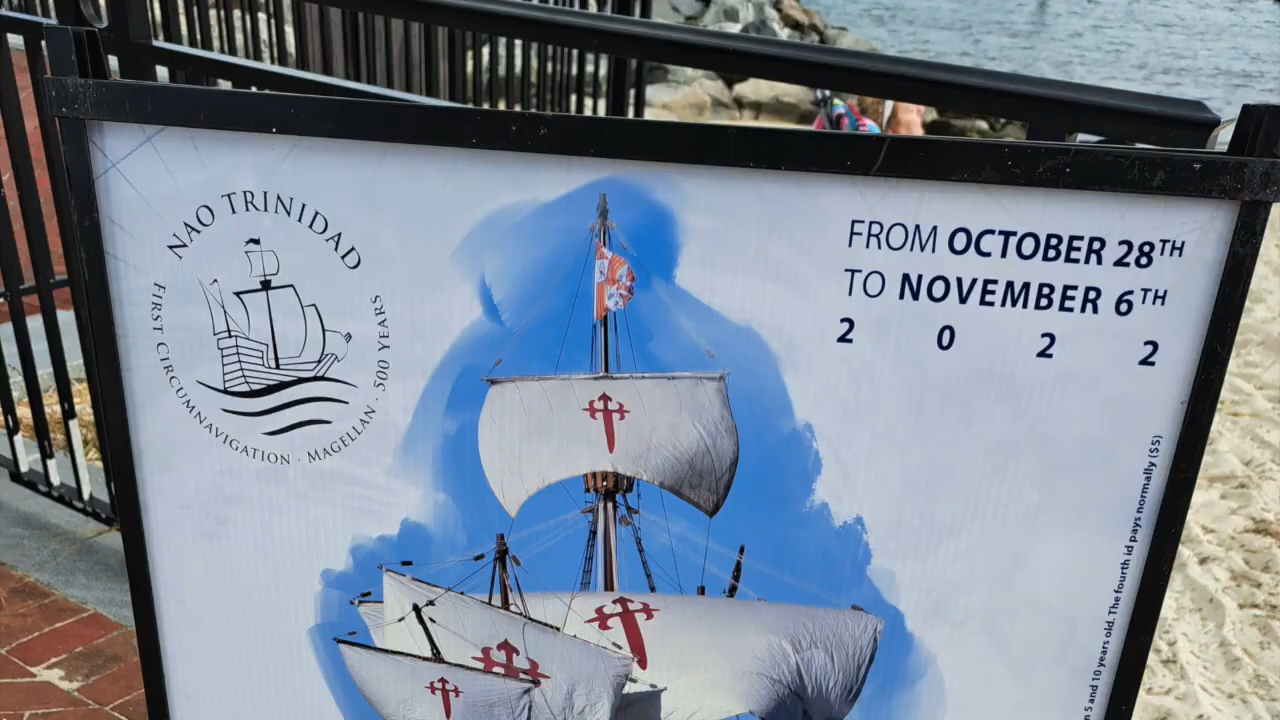 NAO TRINIDAD
FIRST CIRCUMNAVIGATION · MAGELLAN · 500 YEARS
FROM OCTOBER 28TH
TO NOVEMBER 6TH
2 0 2 2
5 and 10 years old. The fourth id pays normally ($5)